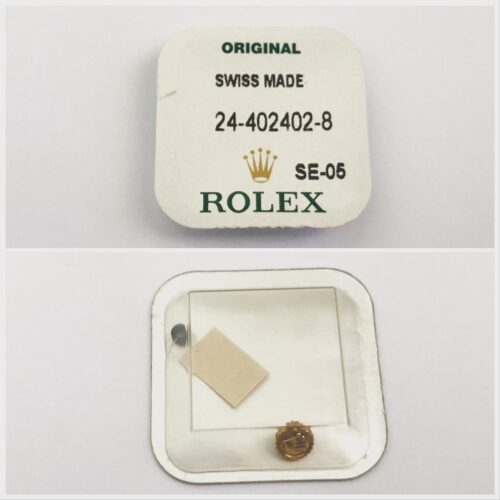 ORIGINAL
SWISS MADE
24-402402-8
SE-05
ROLEX